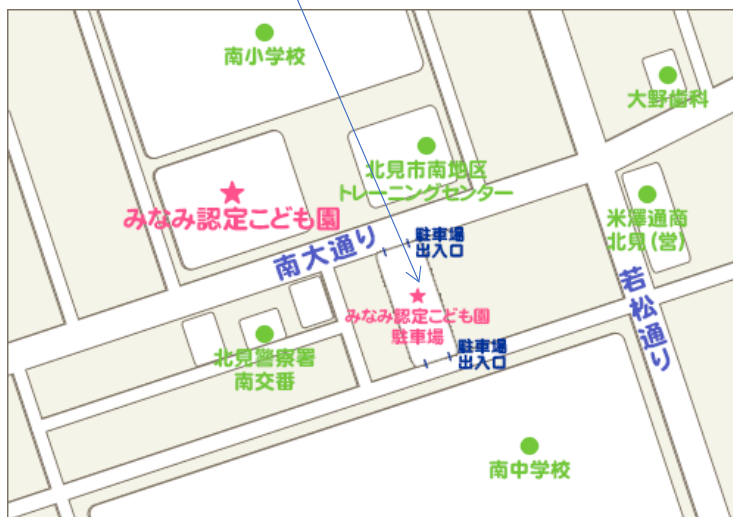 南小学校
大野歯科
北見市南地区
トレーニングセンター
みなみ認定こども園
米澤通商
北見(営)
駐車場
出入口
南大通り
若松通り
みなみ認定こども園
駐車場
北見警察署
南交番
駐車場
出入口
南中学校